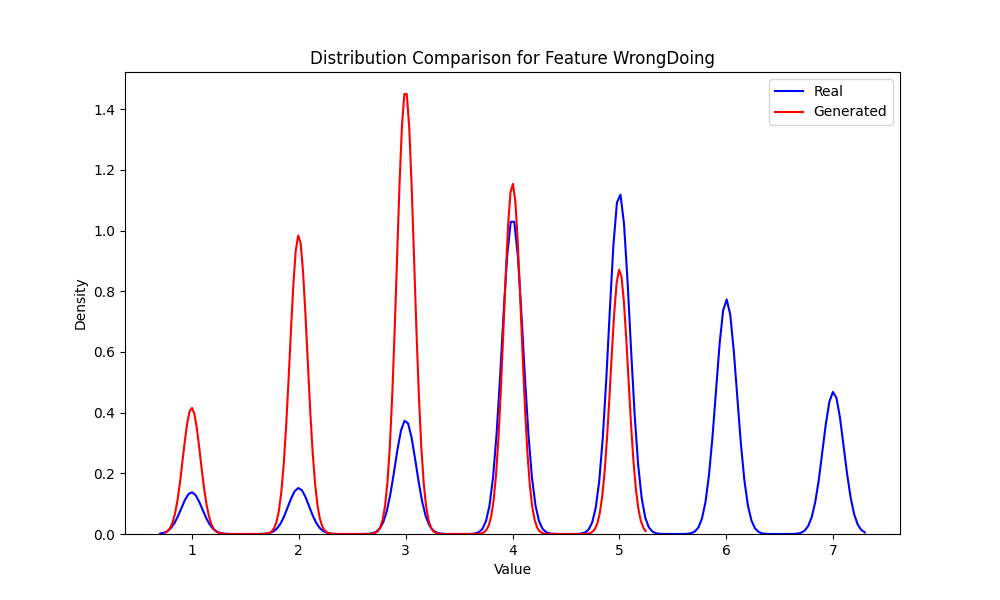 Distribution Comparison for Feature WrongDoing
Real
Generated
Density
1.4
1.2
1.0
0.8
0.6
0.4
0.2
0.0
1 2 3 4 5 6 7
Value